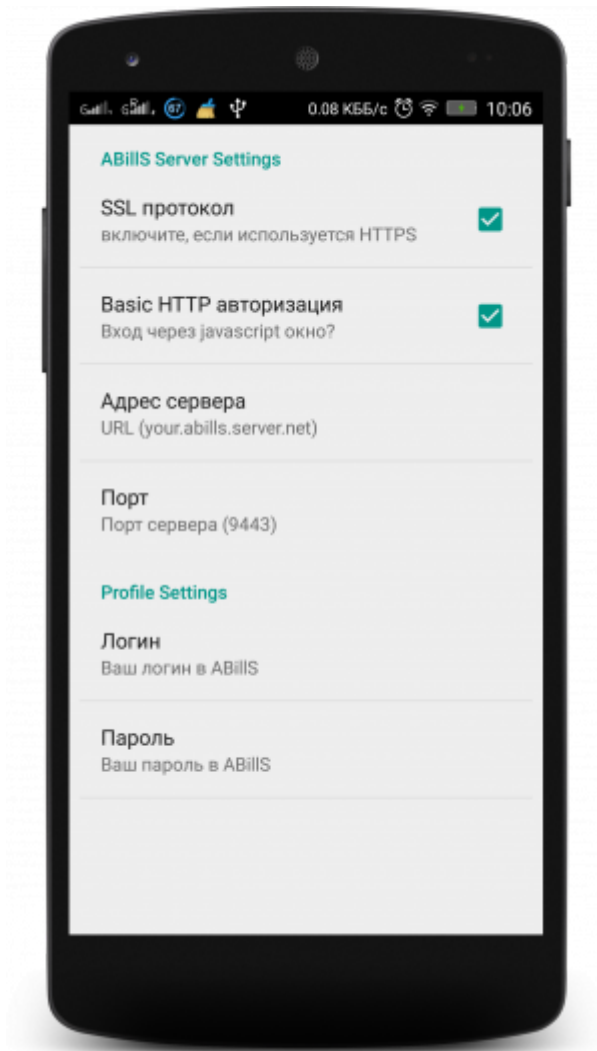 67 0.08 КББ/с 10:06
ABillS Server Settings
SSL протокол
включите, если используется HTTPS
Basic HTTP авторизация
Вход через javascript окно?
Адрес сервера
URL (your.abills.server.net)
Порт
Порт сервера (9443)
Profile Settings
Логин
Ваш логин в ABillS
Пароль
Ваш пароль в ABillS